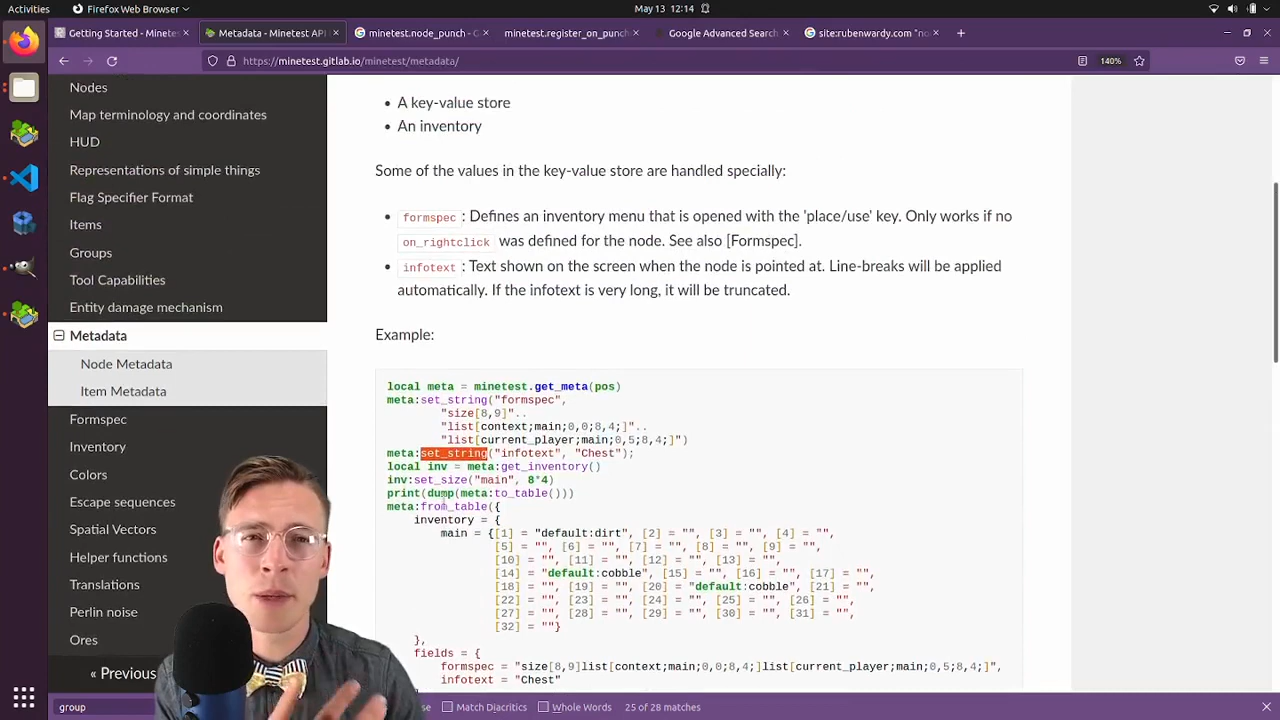 Activities
Firefox Web Browser
May 13 12:14
Getting Started - Minetes
Metadata - Minetest API
minetest.node_punch - G
minetest.register_on_punch
Google Advanced Search
site:rubenwardy.com "no
https://minetest.gitlab.io/minetest/metadata/
140%
Nodes
Map terminology and coordinates
HUD
Representations of simple things
Flag Specifier Format
Items
Groups
Tool Capabilities
Entity damage mechanism
Metadata
Node Metadata
Item Metadata
Formspec
Inventory
Colors
Escape sequences
Spatial Vectors
Helper functions
Translations
Perlin noise
Ores
« Previous
A key-value store
An inventory
Some of the values in the key-value store are handled specially:
formspec : Defines an inventory menu that is opened with the 'place/use' key. Only works if no
on_rightclick was defined for the node. See also [Formspec].
infotext : Text shown on the screen when the node is pointed at. Line-breaks will be applied
automatically. If the infotext is very long, it will be truncated.
Example:
local meta = minetest.get_meta(pos)
meta:set_string("formspec",
"size[8,9]"..
"list[context;main;0,0;8,4;]"..
"list[current_player;main;0,5;8,4;]")
meta:set_string("infotext", "Chest");
local inv = meta:get_inventory()
inv:set_size("main", 8*4)
print(dump(meta:to_table()))
meta:from_table({
inventory = {
main = {[1] = "default:dirt", [2] = "", [3] = "", [4] = "",
[5] = "", [6] = "", [7] = "", [8] = "", [9] = "",
[10] = "", [11] = "", [12] = "", [13] = "",
[14] = "default:cobble", [15] = "", [16] = "", [17] = "",
[18] = "", [19] = "", [20] = "default:cobble", [21] = "",
[22] = "", [23] = "", [24] = "", [25] = "", [26] = "",
[27] = "", [28] = "", [29] = "", [30] = "", [31] = "",
[32] = ""}
},
fields = {
formspec = "size[8,9]list[context;main;0,0;8,4;]list[current_player;main;0,5;8,4;]",
infotext = "Chest"
group
Match Diacritics
Whole Words
25 of 28 matches